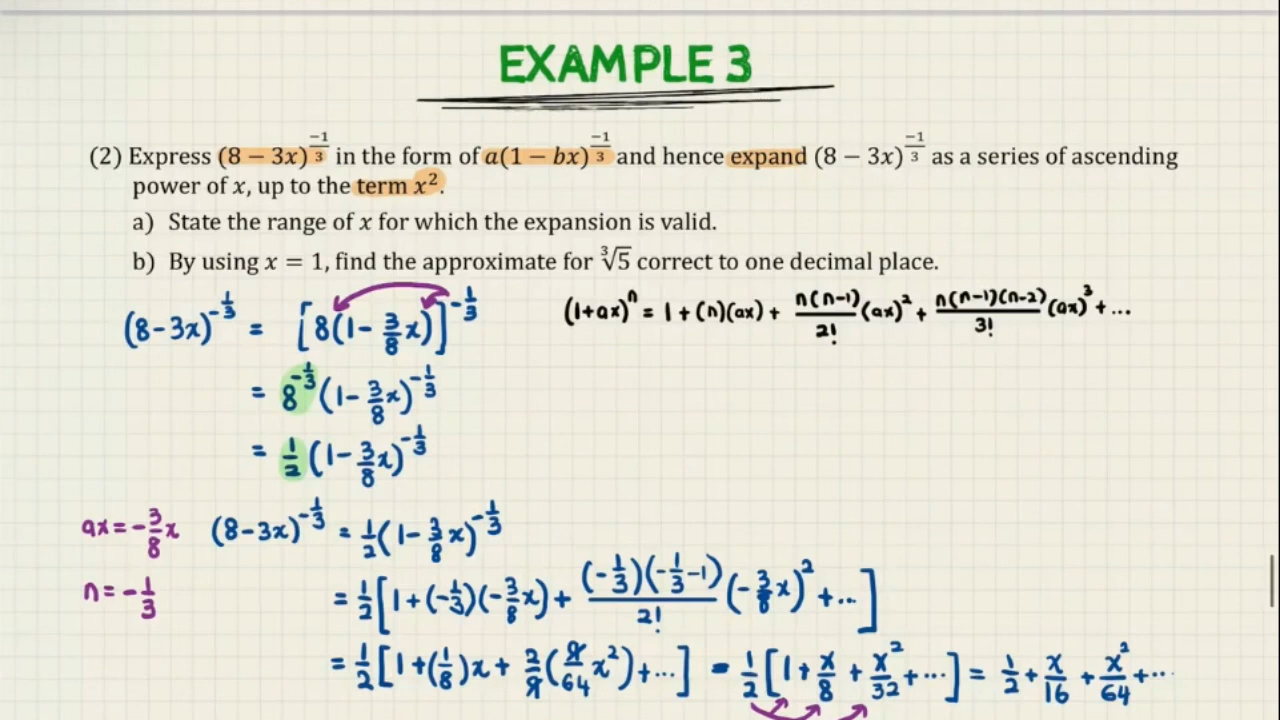 EXAMPLE 3
(2) Express (8 − 3x)^(-1/3) in the form of a(1 − bx)^(-1/3) and hence expand (8 − 3x)^(-1/3) as a series of ascending
power of x, up to the term x².
a) State the range of x for which the expansion is valid.
b) By using x = 1, find the approximate for ∛5 correct to one decimal place.
(8-3x)^(-1/3) = [8(1-3/8 x)]^(-1/3)
(1+ax)^n = 1 + (n)(ax) + n(n-1)/2! (ax)² + n(n-1)(n-2)/3! (ax)³ + ...
= 8^(-1/3) (1-3/8 x)^(-1/3)
= 1/2 (1-3/8 x)^(-1/3)
ax = -3/8 x
n = -1/3
(8-3x)^(-1/3) = 1/2 (1-3/8 x)^(-1/3)
= 1/2 [1+(-1/3)(-3/8 x) + (-1/3)(-1/3-1)/2! (-3/8 x)² + ...]
= 1/2 [1+(1/8)x + 2/9 (9/64 x²) + ...] = 1/2 [1+x/8 + x²/32 + ...] = 1/2 + x/16 + x²/64 + ...